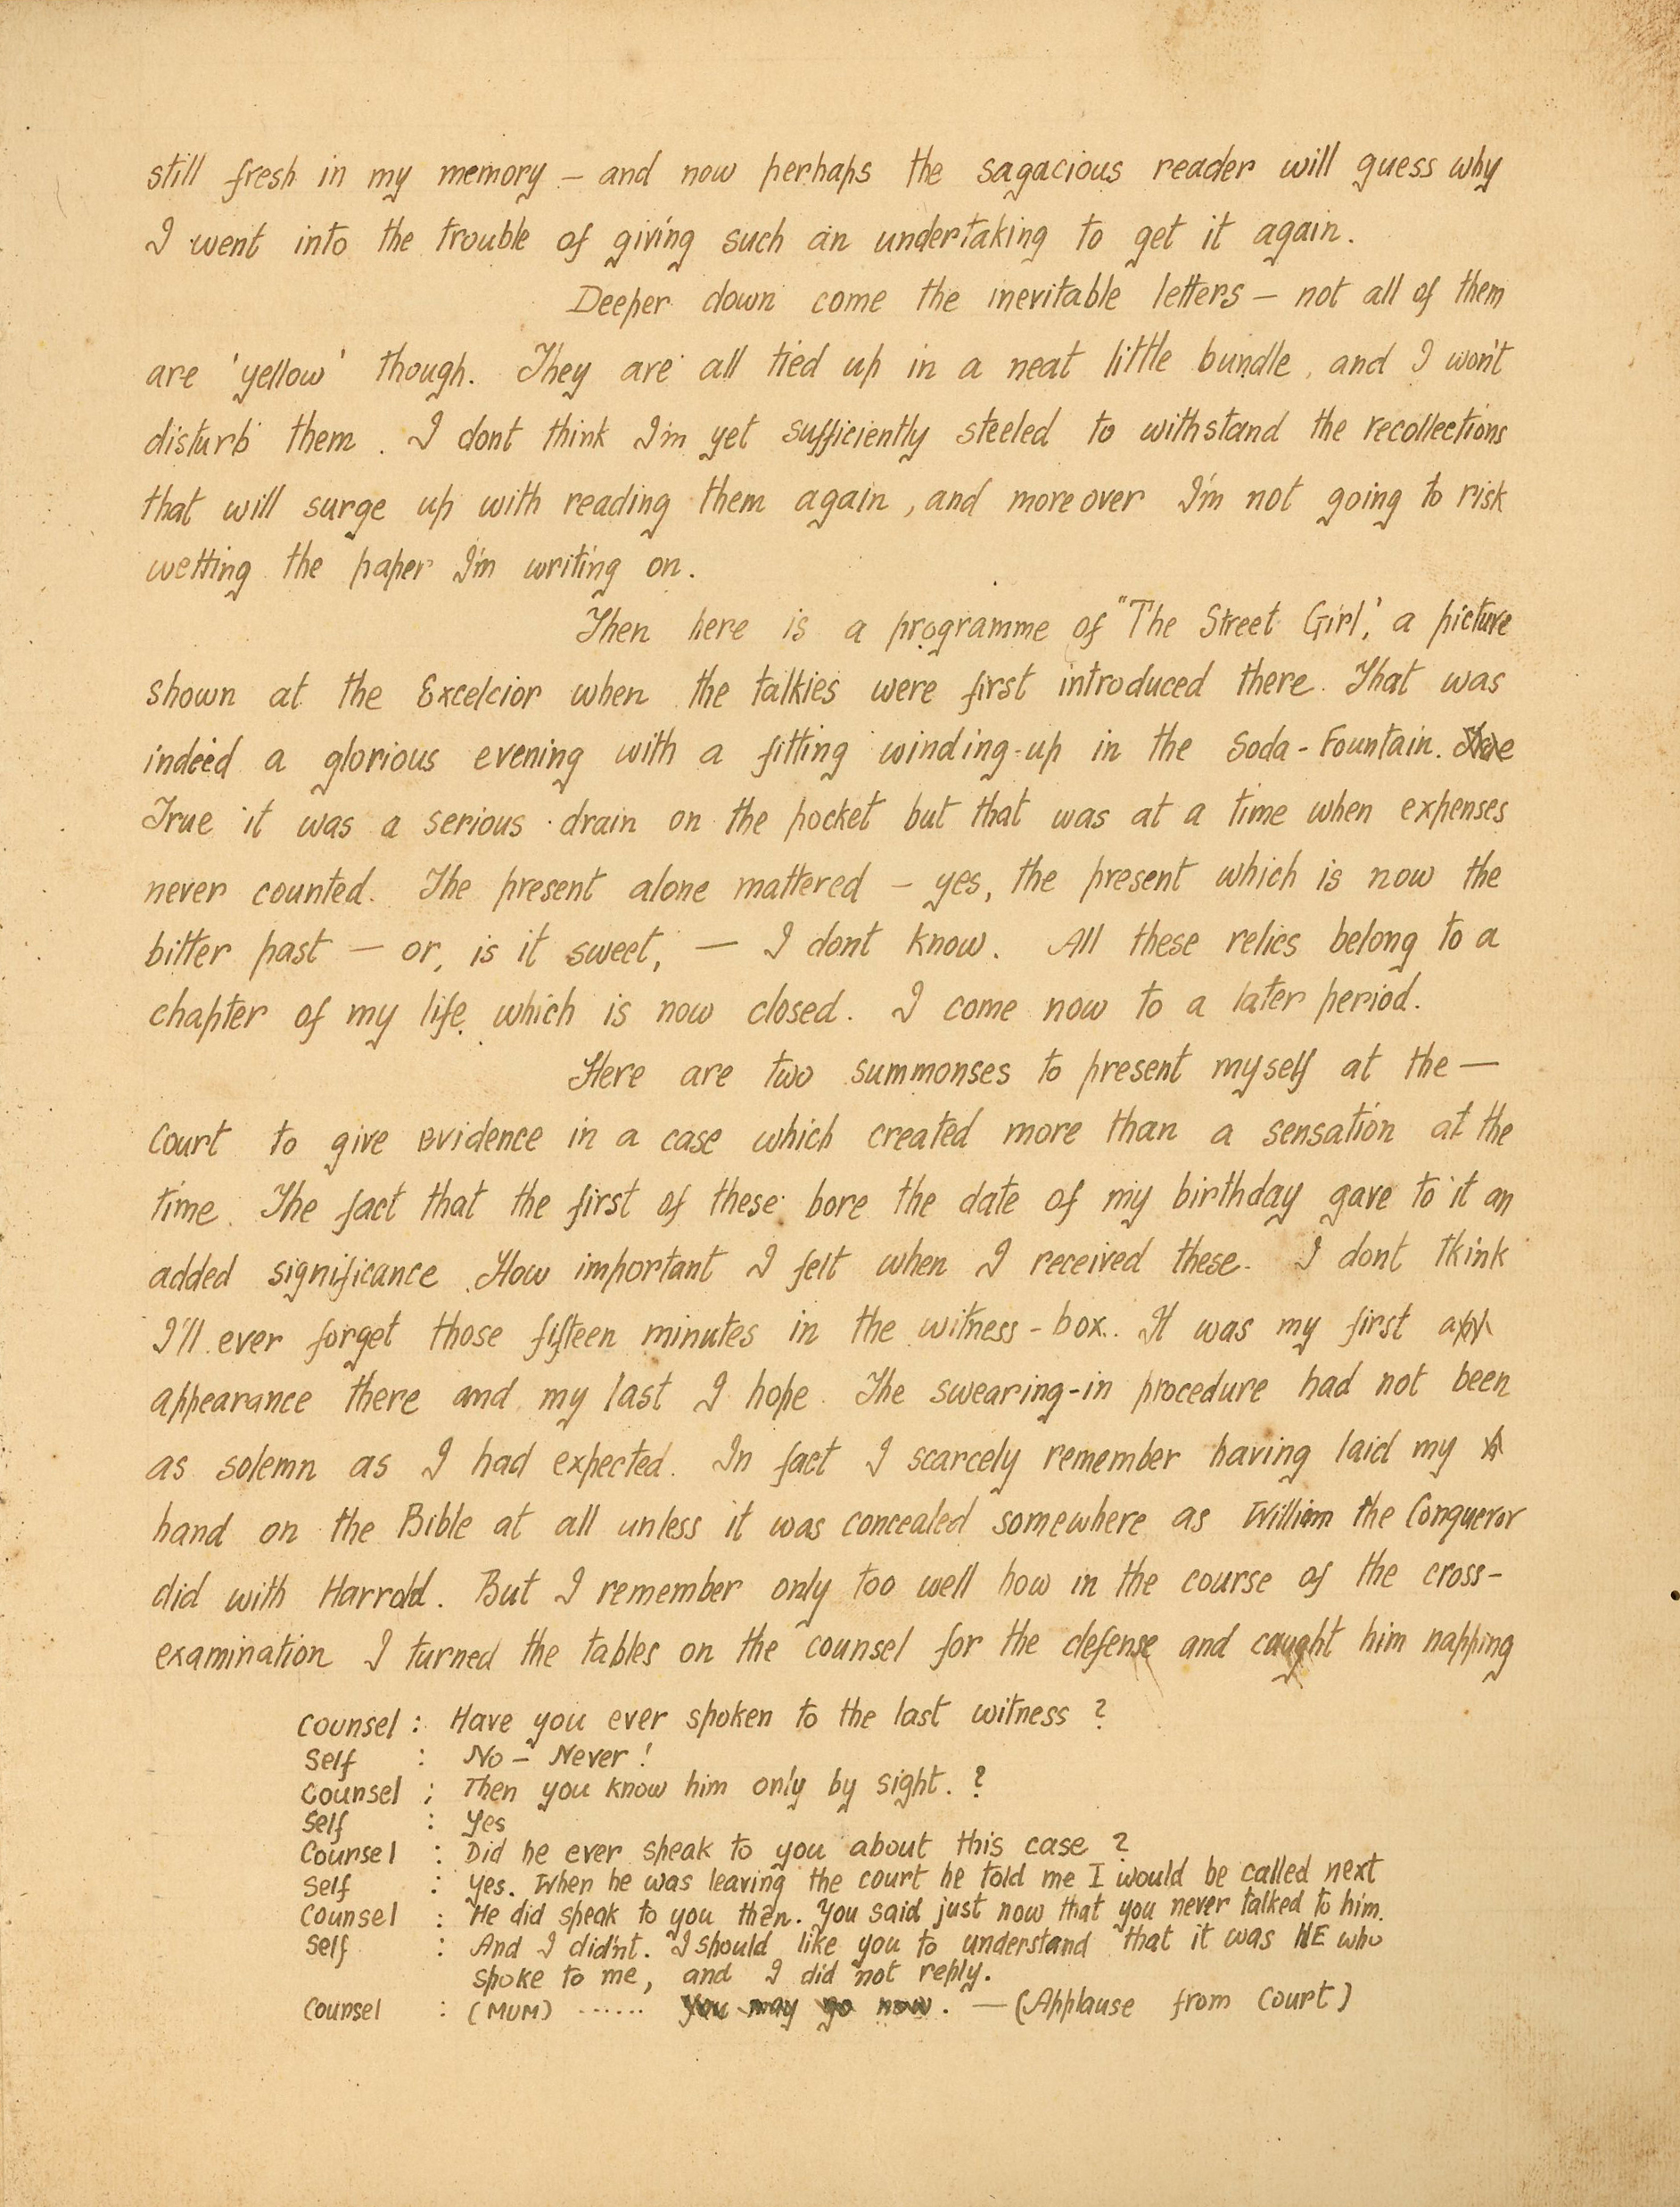 still fresh in my memory – and now perhaps the sagacious reader will guess why
I went into the trouble of giving such an undertaking to get it again.
Deeper down come the inevitable letters – not all of them
are 'yellow' though. They are all tied up in a neat little bundle, and I won't
disturb them. I dont think I'm yet sufficiently steeled to withstand the recollections
that will surge up with reading them again, and moreover I'm not going to risk
wetting the paper I'm writing on.
Then here is a programme of "The Street Girl', a picture
shown at the Excelcior when the talkies were first introduced there. That was
indeed a glorious evening with a fitting winding-up in the Soda-Fountain.
True it was a serious drain on the pocket but that was at a time when expenses
never counted. The present alone mattered – yes, the present which is now the
bitter past – or, is it sweet, – I dont know. All these relics belong to a
chapter of my life which is now closed. I come now to a later period.
Here are two summonses to present myself at the –
court to give evidence in a case which created more than a sensation at the
time. The fact that the first of these bore the date of my birthday gave to it an
added significance. How important I felt when I received these. I dont think
I'll ever forget those fifteen minutes in the witness-box. It was my first
appearance there and my last I hope. The swearing-in procedure had not been
as solemn as I had expected. In fact I scarcely remember having laid my
hand on the Bible at all unless it was concealed somewhere as William the Conqueror
did with Harrold. But I remember only too well how in the course of the cross-
examination I turned the tables on the counsel for the defense and caught him napping
Counsel : Have you ever spoken to the last witness ?
Self : No – Never !
Counsel ; Then you know him only by sight. ?
Self : Yes
Counsel : Did he ever speak to you about this case ?
Self : Yes. When he was leaving the court he told me I would be called next
Counsel : He did speak to you then. You said just now that you never talked to him.
Self : And I did'nt. I should like you to understand that it was HE who
spoke to me, and I did not reply.
Counsel : (MUM) ...... You may go now. – (Applause from Court)